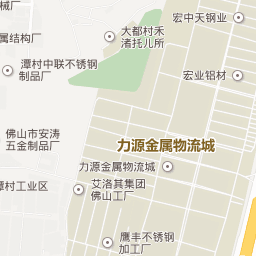 械厂
宏中天钢业
大都村禾
渚托儿所
属结构厂
潭村中联不锈钢
制品厂
宏业铝材
佛山市安涛
五金制品厂
力源金属物流城
力源金属物流城
潭村工业区
艾洛其集团
佛山工厂
鹰丰不锈钢
加工厂